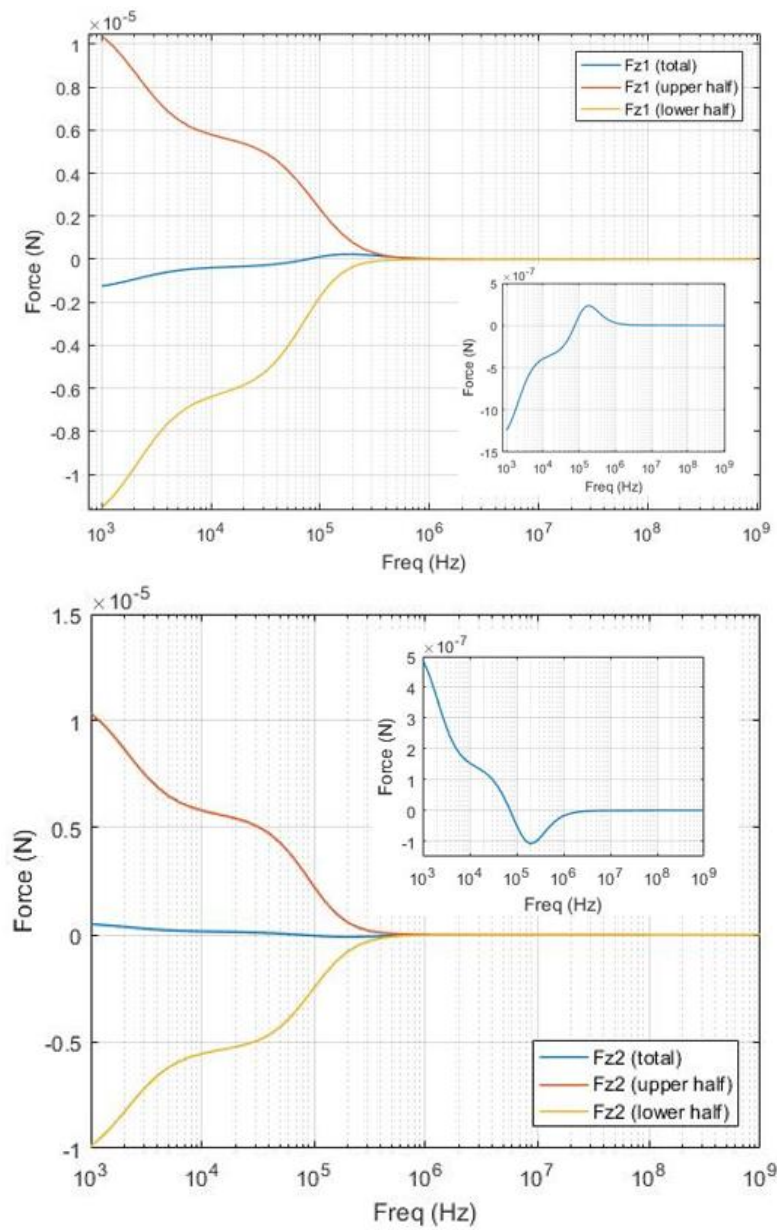 ×10⁻⁵
Fz1 (total)
Fz1 (upper half)
Fz1 (lower half)
1
0.8
0.6
0.4
0.2
0
-0.2
-0.4
-0.6
-0.8
-1
Force (N)
10³ 10⁴ 10⁵ 10⁶ 10⁷ 10⁸ 10⁹
Freq (Hz)
×10⁻⁷
5
0
-5
-10
-15
Force (N)
10³ 10⁴ 10⁵ 10⁶ 10⁷ 10⁸ 10⁹
Freq (Hz)
×10⁻⁵
1.5
1
0.5
0
-0.5
-1
Force (N)
10³ 10⁴ 10⁵ 10⁶ 10⁷ 10⁸ 10⁹
Freq (Hz)
×10⁻⁷
5
4
3
2
1
0
-1
Force (N)
10³ 10⁴ 10⁵ 10⁶ 10⁷ 10⁸ 10⁹
Freq (Hz)
Fz2 (total)
Fz2 (upper half)
Fz2 (lower half)